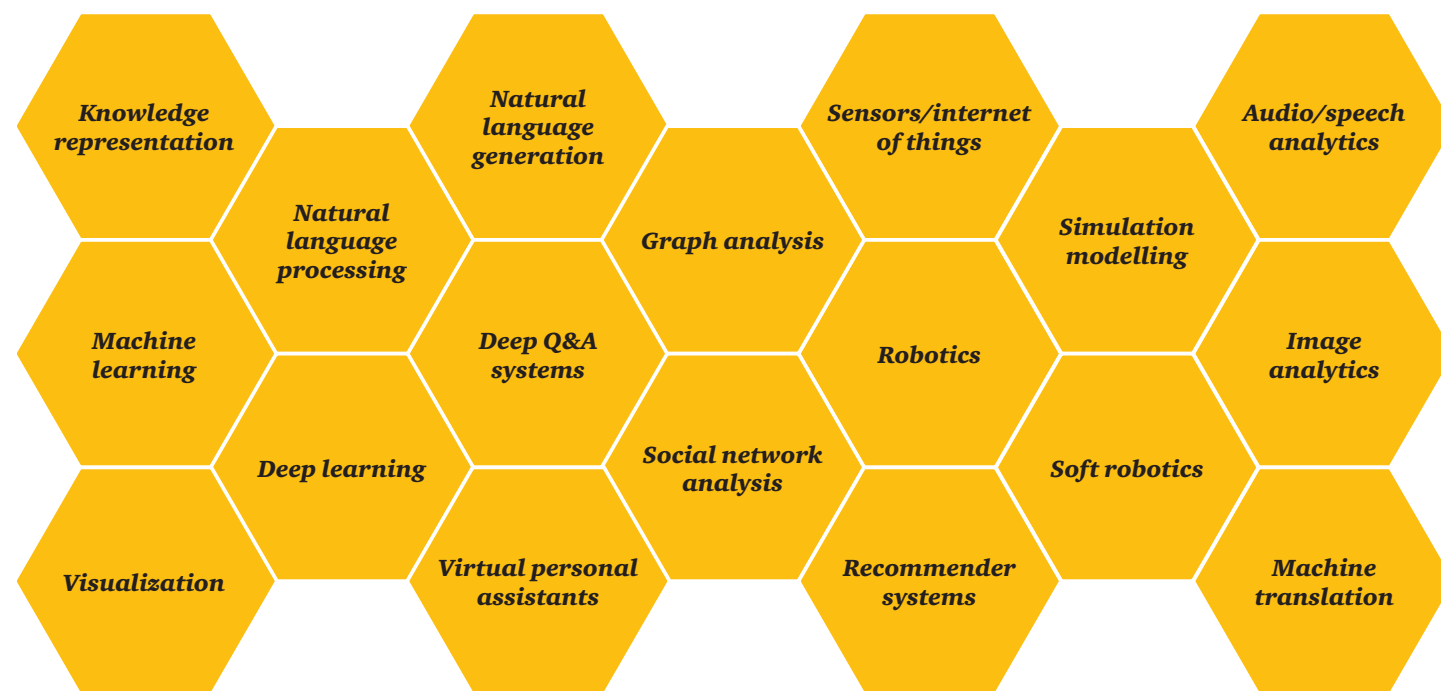 Knowledge
representation
Natural
language
generation
Sensors/internet
of things
Audio/speech
analytics
Natural
language
processing
Graph analysis
Simulation
modelling
Machine
learning
Deep Q&A
systems
Robotics
Image
analytics
Deep learning
Social network
analysis
Soft robotics
Visualization
Virtual personal
assistants
Recommender
systems
Machine
translation